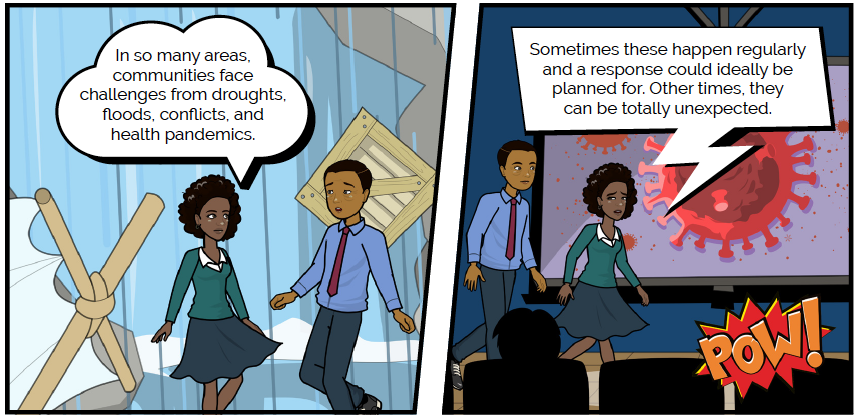 In so many areas,
communities face
challenges from droughts,
floods, conflicts, and
health pandemics.
Sometimes these happen regularly
and a response could ideally be
planned for. Other times, they
can be totally unexpected.
POW!